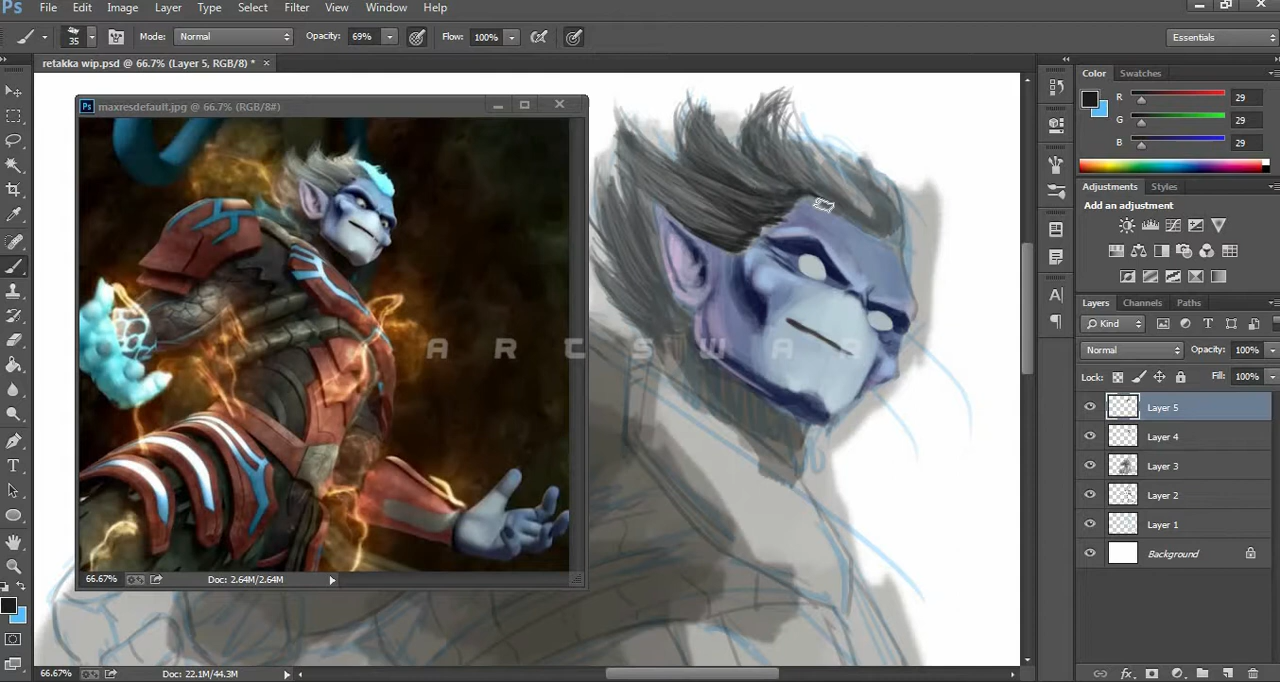 Ps File Edit Image Layer Type Select Filter View Window Help
35 Mode: Normal Opacity: 69% Flow: 100% Essentials
retakka wip.psd @ 66.7% (Layer 5, RGB/8) * ×
Color Swatches
maxresdefault.jpg @ 66.7% (RGB/8#)
R 29
G 29
B 29
Adjustments Styles
Add an adjustment
Layers Channels Paths
Kind
ARTSWAR
Normal Opacity: 100%
Lock: Fill: 100%
Layer 5
Layer 4
Layer 3
Layer 2
Layer 1
Background
66.67% Doc: 2.64M/2.64M
66.67% Doc: 22.1M/44.3M